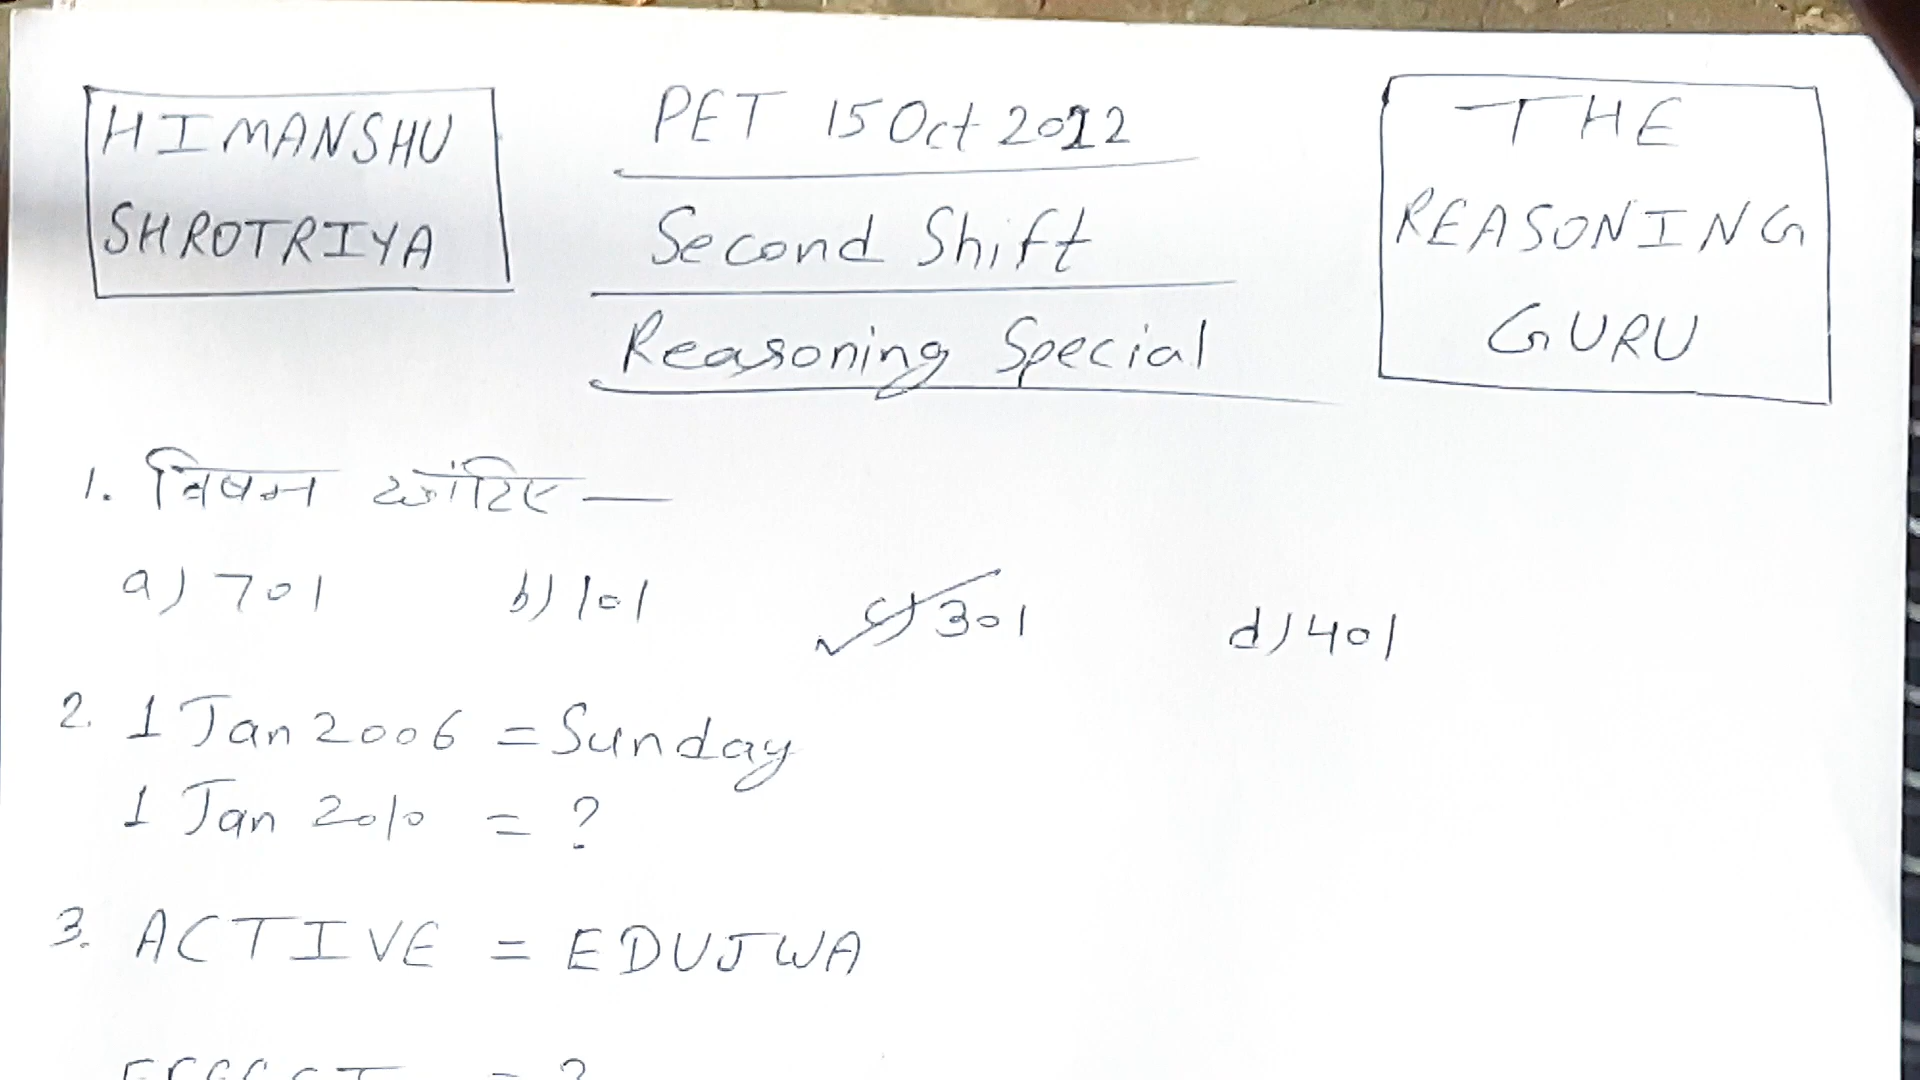 HIMANSHU
SHROTRIYA
PET 15 Oct 2022
Second Shift
Reasoning Special
THE
REASONING
GURU
1. विषम छांटिए —
a) 701 b) 101 c) 301 d) 401
2. 1 Jan 2006 = Sunday
1 Jan 2010 = ?
3. ACTIVE = EDUJWA
= ?